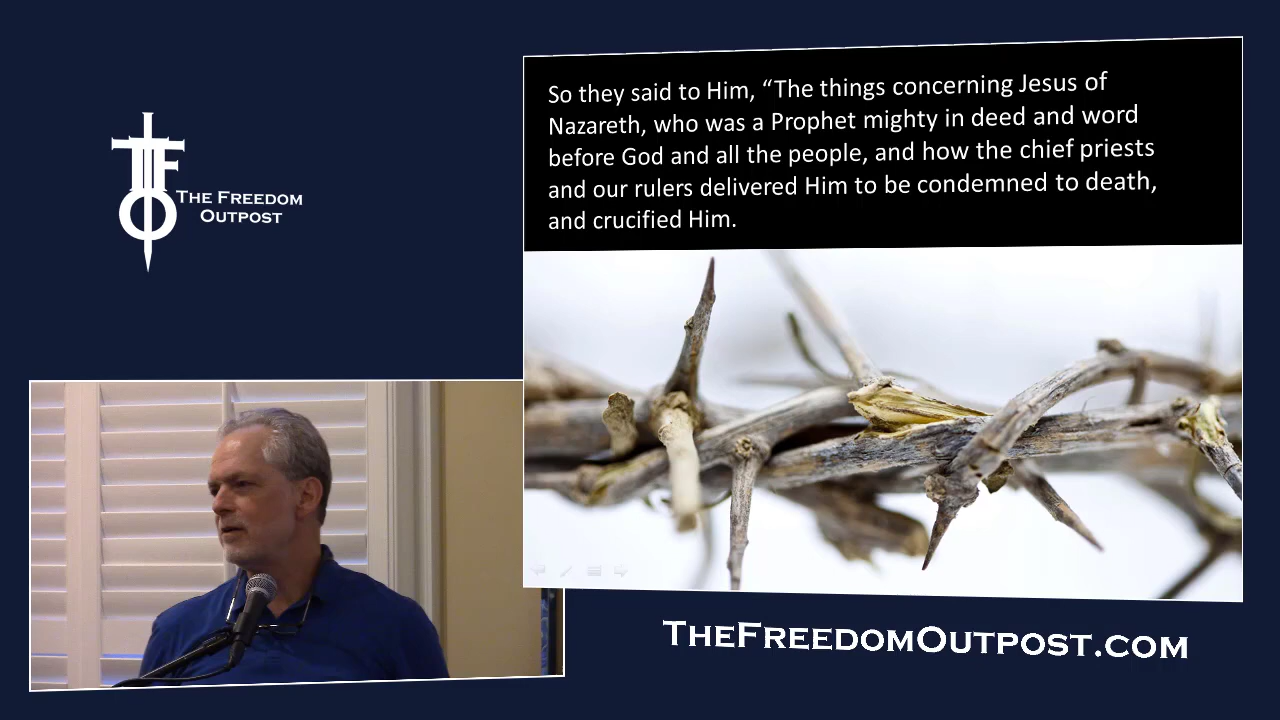 THE FREEDOM
OUTPOST
So they said to Him, “The things concerning Jesus of
Nazareth, who was a Prophet mighty in deed and word
before God and all the people, and how the chief priests
and our rulers delivered Him to be condemned to death,
and crucified Him.
THEFREEDOMOUTPOST.COM